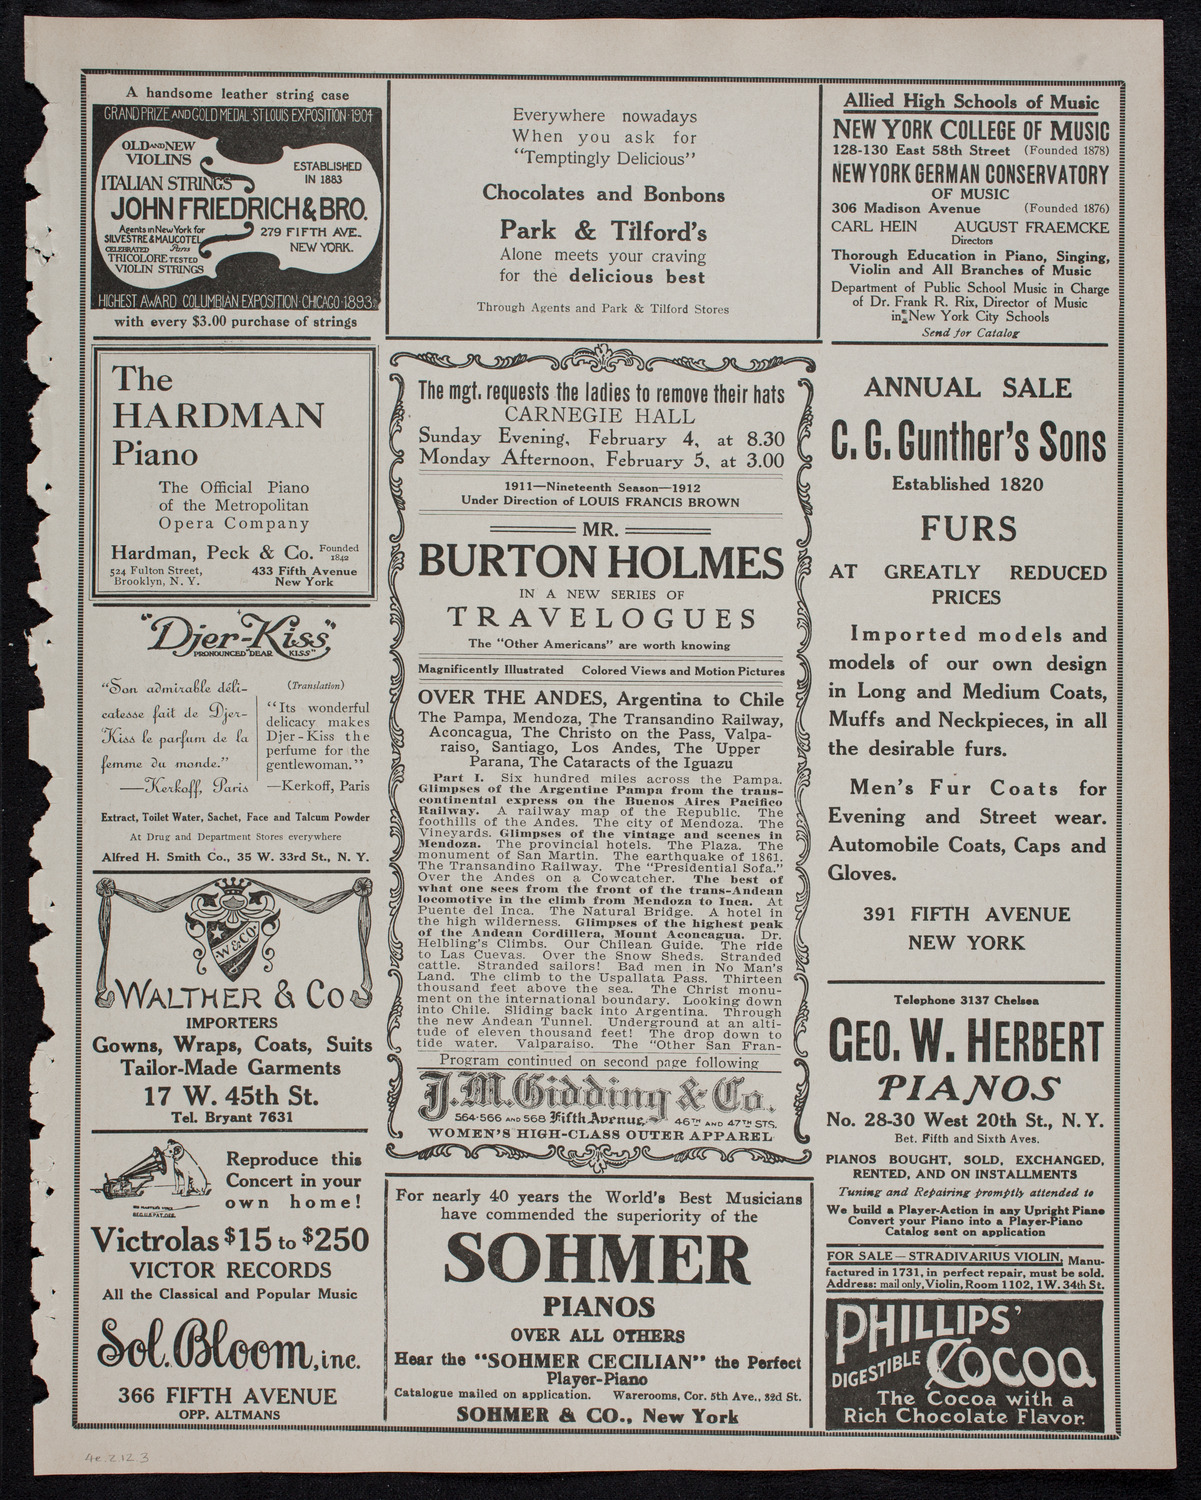 A handsome leather string case
GRAND PRIZE AND GOLD MEDAL ST LOUIS EXPOSITION 1904
OLD AND NEW
VIOLINS
ITALIAN STRINGS
ESTABLISHED
IN 1883
JOHN FRIEDRICH & BRO.
Agents in New York for
SILVESTRE & MAUCOTEL
CELEBRATED Paris
TRICOLORE TESTED
VIOLIN STRINGS
279 FIFTH AVE.
NEW YORK.
HIGHEST AWARD COLUMBIAN EXPOSITION CHICAGO 1893
with every $3.00 purchase of strings
The
HARDMAN
Piano
The Official Piano
of the Metropolitan
Opera Company
Hardman, Peck & Co. Founded 1842
524 Fulton Street, 433 Fifth Avenue
Brooklyn, N. Y. New York
"Djer-Kiss"
PRONOUNCED "DEAR KISS"
"Son admirable déli-
catesse fait de Djer-
Kiss le parfum de la
femme du monde."
—Kerkoff, Paris
(Translation)
"Its wonderful
delicacy makes
Djer-Kiss the
perfume for the
gentlewoman."
—Kerkoff, Paris
Extract, Toilet Water, Sachet, Face and Talcum Powder
At Drug and Department Stores everywhere
Alfred H. Smith Co., 35 W. 33rd St., N. Y.
W & CO
WALTHER & CO
IMPORTERS
Gowns, Wraps, Coats, Suits
Tailor-Made Garments
17 W. 45th St.
Tel. Bryant 7631
HIS MASTER'S VOICE
REG. U.S. PAT. OFF.
Reproduce this
Concert in your
own home!
Victrolas $15 to $250
VICTOR RECORDS
All the Classical and Popular Music
Sol. Bloom, inc.
366 FIFTH AVENUE
OPP. ALTMANS
Everywhere nowadays
When you ask for
"Temptingly Delicious"
Chocolates and Bonbons
Park & Tilford's
Alone meets your craving
for the delicious best
Through Agents and Park & Tilford Stores
The mgt. requests the ladies to remove their hats
CARNEGIE HALL
Sunday Evening, February 4, at 8.30
Monday Afternoon, February 5, at 3.00
1911—Nineteenth Season—1912
Under Direction of LOUIS FRANCIS BROWN
MR.
BURTON HOLMES
IN A NEW SERIES OF
TRAVELOGUES
The "Other Americans" are worth knowing
Magnificently Illustrated Colored Views and Motion Pictures
OVER THE ANDES, Argentina to Chile
The Pampa, Mendoza, The Transandino Railway,
Aconcagua, The Christo on the Pass, Valpa-
raiso, Santiago, Los Andes, The Upper
Parana, The Cataracts of the Iguazu
Part I. Six hundred miles across the Pampa.
Glimpses of the Argentine Pampa from the trans-
continental express on the Buenos Aires Pacifico
Railway. A railway map of the Republic. The
foothills of the Andes. The city of Mendoza. The
Vineyards. Glimpses of the vintage and scenes in
Mendoza. The provincial hotels. The Plaza. The
monument of San Martin. The earthquake of 1861.
The Transandino Railway. The "Presidential Sofa."
Over the Andes on a Cowcatcher. The best of
what one sees from the front of the trans-Andean
locomotive in the climb from Mendoza to Inca. At
Puente del Inca. The Natural Bridge. A hotel in
the high wilderness. Glimpses of the highest peak
of the Andean Cordillera, Mount Aconcagua. Dr.
Helbling's Climbs. Our Chilean Guide. The ride
to Las Cuevas. Over the Snow Sheds. Stranded
cattle. Stranded sailors! Bad men in No Man's
Land. The climb to the Uspallata Pass. Thirteen
thousand feet above the sea. The Christ monu-
ment on the international boundary. Looking down
into Chile. Sliding back into Argentina. Through
the new Andean Tunnel. Underground at an alti-
tude of eleven thousand feet! The drop down to
tide water. Valparaiso. The "Other San Fran-
Program continued on second page following
J. M. Gidding & Co.
564-566 AND 568 Fifth Avenue 46TH AND 47TH STS.
WOMEN'S HIGH-CLASS OUTER APPAREL
For nearly 40 years the World's Best Musicians
have commended the superiority of the
SOHMER
PIANOS
OVER ALL OTHERS
Hear the "SOHMER CECILIAN" the Perfect
Player-Piano
Catalogue mailed on application. Warerooms, Cor. 5th Ave., 32d St.
SOHMER & CO., New York
Allied High Schools of Music
NEW YORK COLLEGE OF MUSIC
128-130 East 58th Street (Founded 1878)
NEW YORK GERMAN CONSERVATORY
OF MUSIC
306 Madison Avenue (Founded 1876)
CARL HEIN AUGUST FRAEMCKE
Directors
Thorough Education in Piano, Singing,
Violin and All Branches of Music
Department of Public School Music in Charge
of Dr. Frank R. Rix, Director of Music
in New York City Schools
Send for Catalog
ANNUAL SALE
C. G. Gunther's Sons
Established 1820
FURS
AT GREATLY REDUCED
PRICES
Imported models and
models of our own design
in Long and Medium Coats,
Muffs and Neckpieces, in all
the desirable furs.
Men's Fur Coats for
Evening and Street wear.
Automobile Coats, Caps and
Gloves.
391 FIFTH AVENUE
NEW YORK
Telephone 3137 Chelsea
GEO. W. HERBERT
PIANOS
No. 28-30 West 20th St., N. Y.
Bet. Fifth and Sixth Aves.
PIANOS BOUGHT, SOLD, EXCHANGED,
RENTED, AND ON INSTALLMENTS
Tuning and Repairing promptly attended to
We build a Player-Action in any Upright Piano
Convert your Piano into a Player-Piano
Catalog sent on application
FOR SALE — STRADIVARIUS VIOLIN, Manu-
factured in 1731, in perfect repair, must be sold.
Address: mail only, Violin, Room 1102, 1 W. 34th St.
PHILLIPS'
DIGESTIBLE COCOA
The Cocoa with a
Rich Chocolate Flavor.
4e.2.12.3